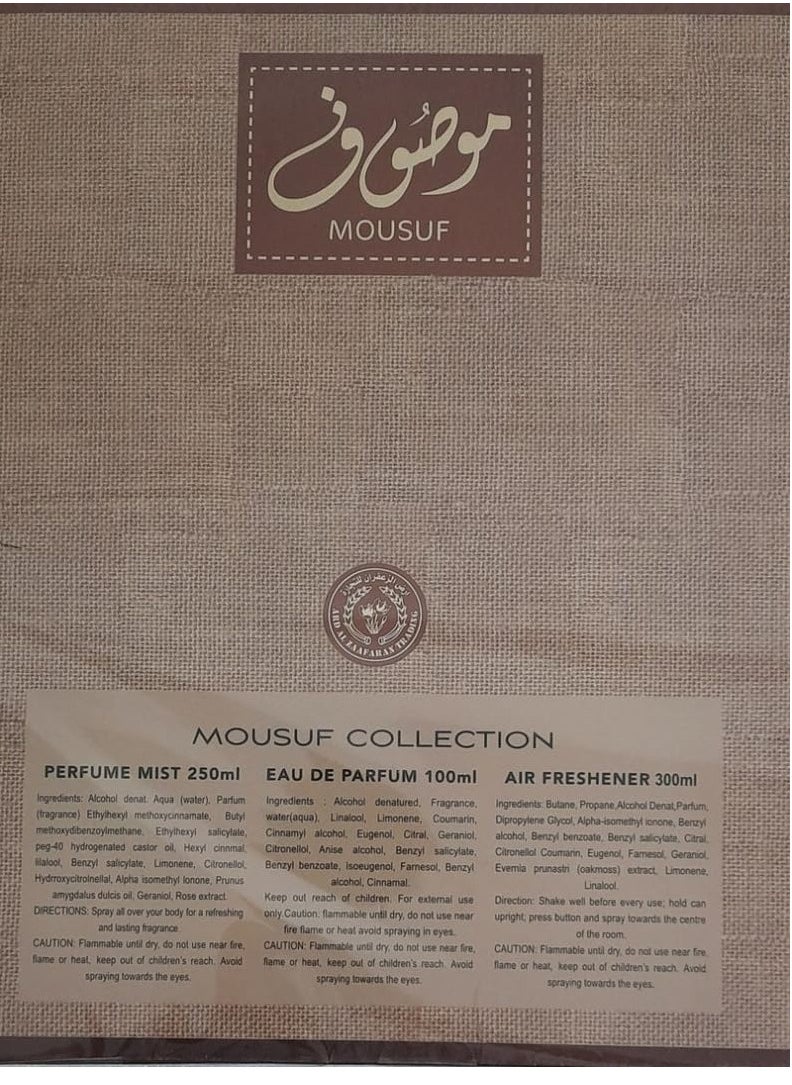 موصوف
MOUSUF
ارض الزعفران للتجارة
ARD AL ZAAFARAN TRADING
MOUSUF COLLECTION
PERFUME MIST 250ml
Ingredients: Alcohol denat. Aqua (water), Parfum
(fragrance) Ethylhexyl methoxycinnamate, Butyl
methoxydibenzoylmethane, Ethylhexyl salicylate,
peg-40 hydrogenated castor oil, Hexyl cinnmal,
lilalool, Benzyl salicylate, Limonene, Citronellol,
Hydrroxycitrolnellal, Alpha isomethyl Ionone, Prunus
amygdalus dulcis oil, Geraniol, Rose extract.
DIRECTIONS: Spray all over your body for a refreshing
and lasting fragrance.
CAUTION: Flammable until dry, do not use near fire,
flame or heat, keep out of children's reach. Avoid
spraying towards the eyes.
EAU DE PARFUM 100ml
Ingredients : Alcohol denatured, Fragrance,
water(aqua), Linalool, Limonene, Coumarin,
Cinnamyl alcohol, Eugenol, Citral, Geraniol,
Citronellol, Anise alcohol, Benzyl salicylate,
Benzyl benzoate, Isoeugenol, Farnesol, Benzyl
alcohol, Cinnamal.
Keep out reach of children. For external use
only.Caution: flammable until dry, do not use near
fire flame or heat avoid spraying in eyes.
CAUTION: Flammable until dry, do not use near fire,
flame or heat, keep out of children's reach. Avoid
spraying towards the eyes.
AIR FRESHENER 300ml
Ingredients: Butane, Propane,Alcohol Denat,Parfum,
Dipropylene Glycol, Alpha-isomethyl ionone, Benzyl
alcohol, Benzyl benzoate, Benzyl salicylate, Citral,
Citronellol Coumarin, Eugenol, Farnesol, Geraniol,
Evernia prunastri (oakmoss) extract, Limonene,
Linalool.
Direction: Shake well before every use; hold can
upright; press button and spray towards the centre
of the room.
CAUTION: Flammable until dry, do not use near fire,
flame or heat, keep out of children's reach. Avoid
spraying towards the eyes.